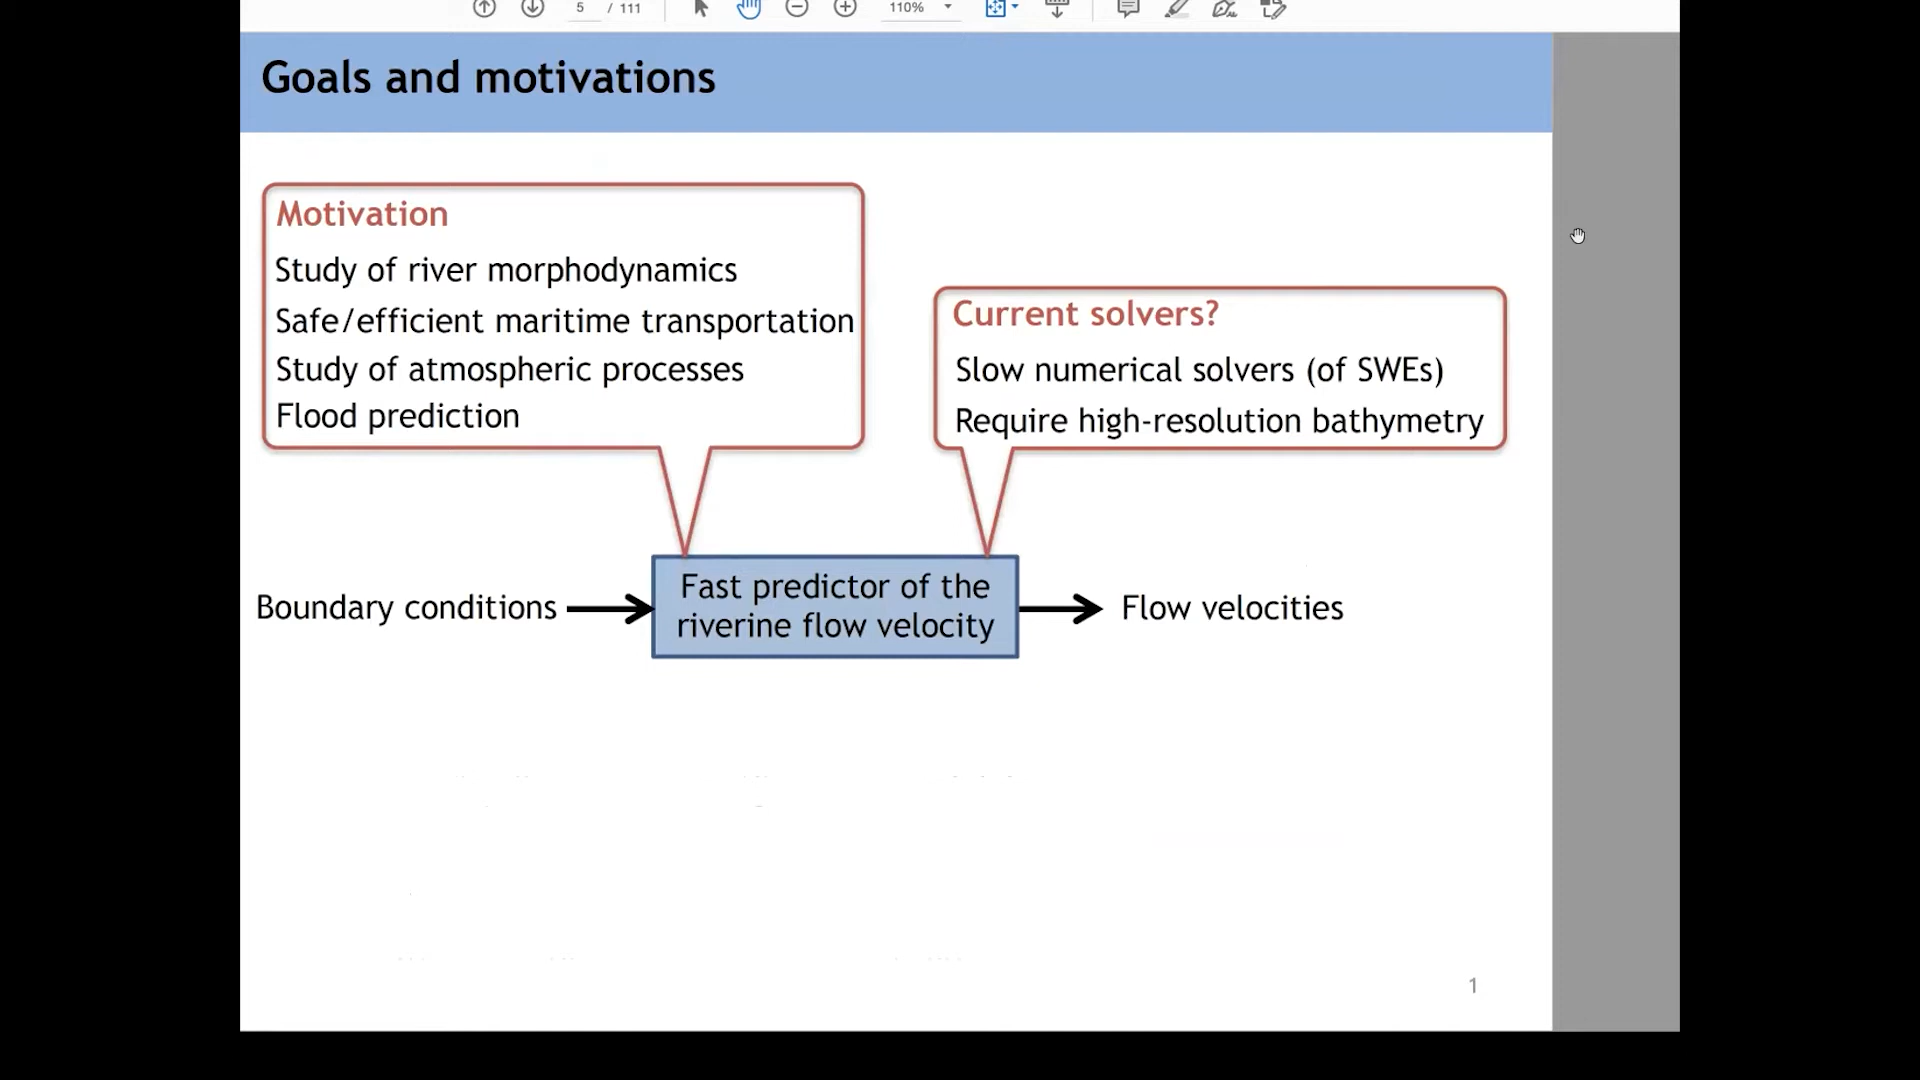 5 / 111 110%
Goals and motivations
Motivation
Study of river morphodynamics
Safe/efficient maritime transportation
Study of atmospheric processes
Flood prediction
Current solvers?
Slow numerical solvers (of SWEs)
Require high-resolution bathymetry
Boundary conditions
Fast predictor of the
riverine flow velocity
Flow velocities
1